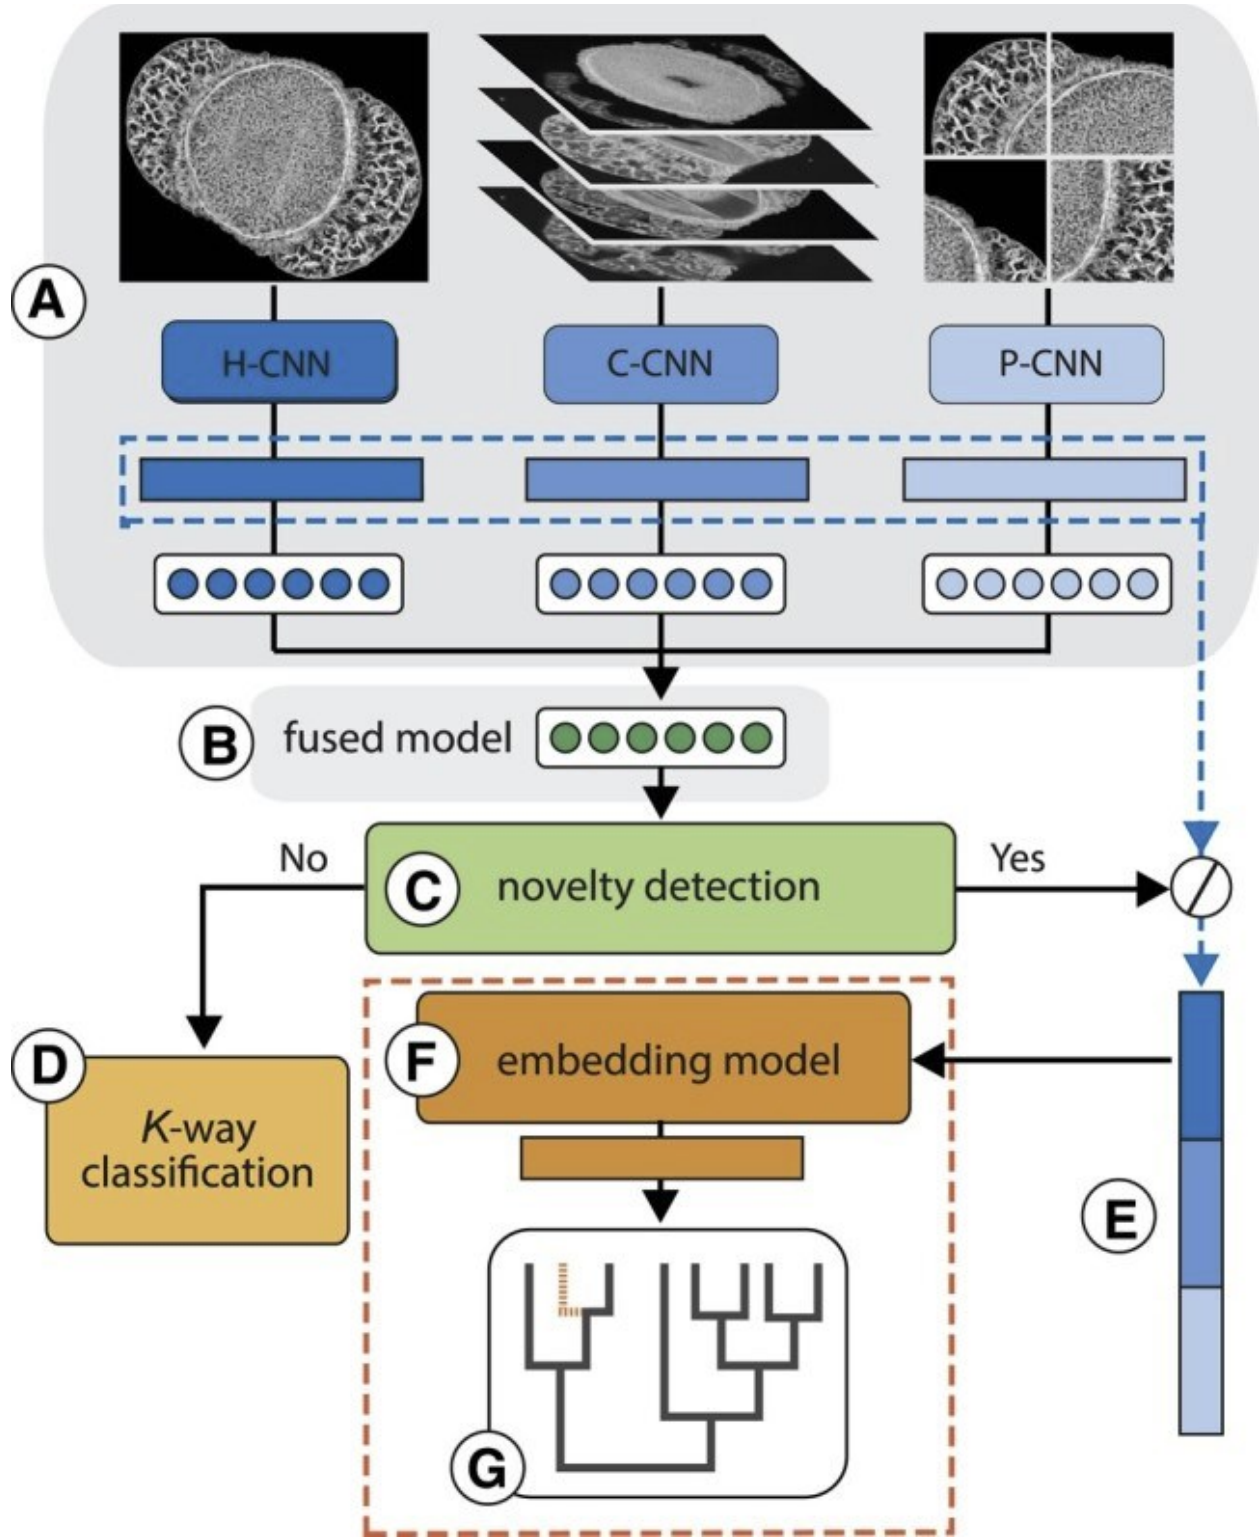 A
H-CNN
C-CNN
P-CNN
B
fused model
No
C
novelty detection
Yes
D
K-way
classification
F
embedding model
E
G